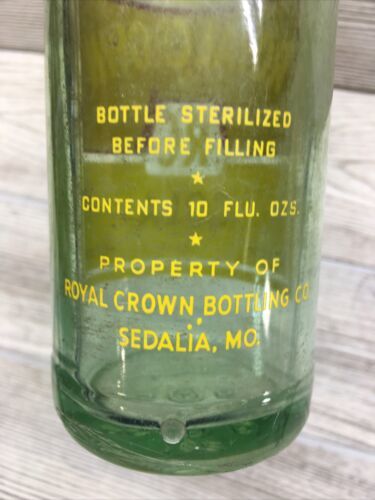 BOTTLE STERILIZED
BEFORE FILLING
★
CONTENTS 10 FLU. OZS.
★
PROPERTY OF
ROYAL CROWN BOTTLING CO.
SEDALIA, MO.